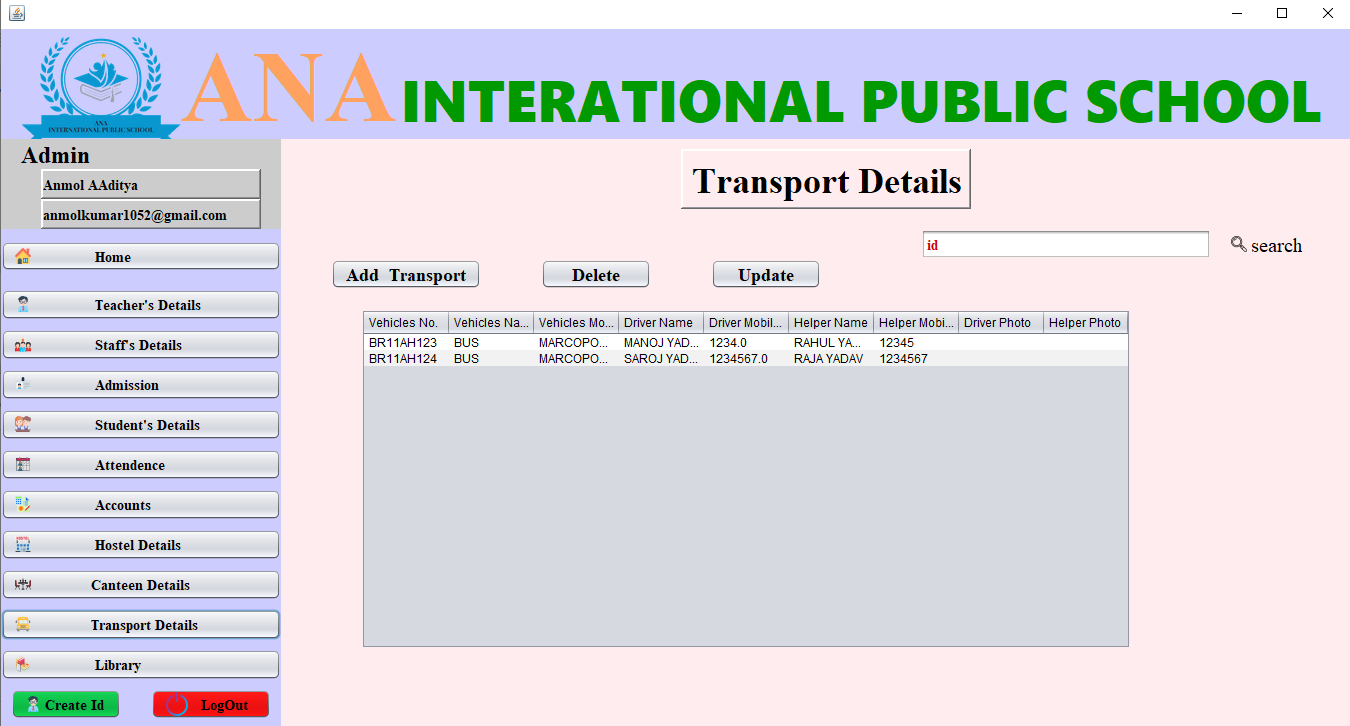 ANA INTERATIONAL PUBLIC SCHOOL
ANA
INTERNATIONAL PUBLIC SCHOOL
Admin
Anmol AAditya
anmolkumar1052@gmail.com
Home
Teacher's Details
Staff's Details
Admission
Student's Details
Attendence
Accounts
Hostel Details
Canteen Details
Transport Details
Library
Create Id LogOut
Transport Details
id search
Add Transport Delete Update
Vehicles No. Vehicles Na... Vehicles Mo... Driver Name Driver Mobil... Helper Name Helper Mobi... Driver Photo Helper Photo
BR11AH123 BUS MARCOPO... MANOJ YAD... 1234.0 RAHUL YA... 12345
BR11AH124 BUS MARCOPO... SAROJ YAD... 1234567.0 RAJA YADAV 1234567